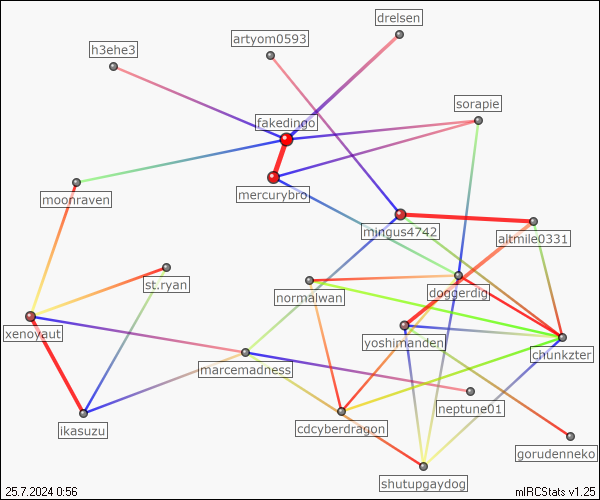 drelsen
artyom0593
h3ehe3
sorapie
fakedingo
mercurybro
moonraven
mingus4742
altmile0331
st.ryan
doggerdig
normalwan
xenoyaut
yoshimanten
chunkzter
marcemadness
neptune01
ikasuzu
cdcyberdragon
gorudenneko
shutupgaydog
25.7.2024 0:56
mIRCStats v1.25